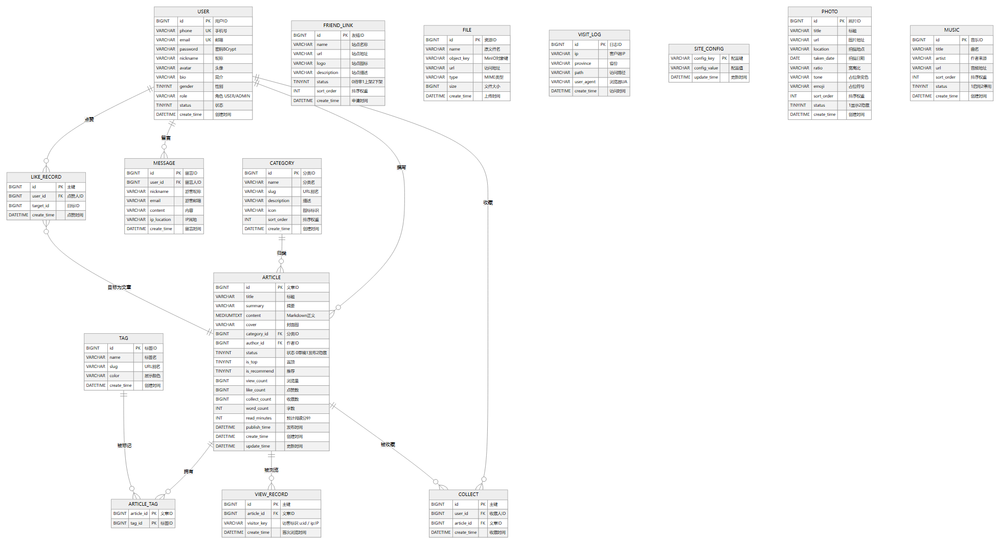 USER
BIGINT id PK 用户ID
VARCHAR phone UK 手机号
VARCHAR email UK 邮箱
VARCHAR password 密码BCrypt
VARCHAR nickname 昵称
VARCHAR avatar 头像
VARCHAR bio 简介
TINYINT gender 性别
VARCHAR role 角色 USER/ADMIN
TINYINT status 状态
DATETIME create_time 创建时间
FRIEND_LINK
BIGINT id PK 友链ID
VARCHAR name 站点名称
VARCHAR url 站点地址
VARCHAR logo 站点图标
VARCHAR description 站点描述
TINYINT status 0待审1上架2下架
INT sort_order 排序权重
DATETIME create_time 申请时间
FILE
BIGINT id PK 资源ID
VARCHAR name 原文件名
VARCHAR object_key MinIO对象键
VARCHAR url 访问地址
VARCHAR type MIME类型
BIGINT size 文件大小
DATETIME create_time 上传时间
VISIT_LOG
BIGINT id PK 日志ID
VARCHAR ip 客户端IP
VARCHAR province 省份
VARCHAR path 访问路径
VARCHAR user_agent 浏览器UA
DATETIME create_time 访问时间
SITE_CONFIG
VARCHAR config_key PK 配置键
VARCHAR config_value 配置值
DATETIME update_time 更新时间
PHOTO
BIGINT id PK 照片ID
VARCHAR title 标题
VARCHAR url 图片地址
VARCHAR location 拍摄地点
DATE taken_date 拍摄日期
VARCHAR ratio 宽高比
VARCHAR tone 占位渐变色
VARCHAR emoji 占位符号
INT sort_order 排序权重
TINYINT status 1显示2隐藏
DATETIME create_time 创建时间
MUSIC
BIGINT id PK 音乐ID
VARCHAR title 曲名
VARCHAR artist 作者来源
VARCHAR url 音频地址
INT sort_order 排序权重
TINYINT status 1启用2停用
DATETIME create_time 创建时间
点赞
留言
撰写
收藏
LIKE_RECORD
BIGINT id PK 主键
BIGINT user_id FK 点赞人ID
BIGINT target_id 目标ID
DATETIME create_time 点赞时间
MESSAGE
BIGINT id PK 留言ID
BIGINT user_id FK 留言人ID
VARCHAR nickname 游客昵称
VARCHAR email 游客邮箱
VARCHAR content 内容
VARCHAR ip_location IP属地
DATETIME create_time 留言时间
CATEGORY
BIGINT id PK 分类ID
VARCHAR name 分类名
VARCHAR slug URL别名
VARCHAR description 描述
VARCHAR icon 图标标识
INT sort_order 排序权重
DATETIME create_time 创建时间
归类
目标为文章
ARTICLE
BIGINT id PK 文章ID
VARCHAR title 标题
VARCHAR summary 摘要
MEDIUMTEXT content Markdown正文
VARCHAR cover 封面图
BIGINT category_id FK 分类ID
BIGINT author_id FK 作者ID
TINYINT status 状态 0草稿1发布2隐藏
TINYINT is_top 置顶
TINYINT is_recommend 推荐
BIGINT view_count 浏览量
BIGINT like_count 点赞数
BIGINT collect_count 收藏数
INT word_count 字数
INT read_minutes 预计阅读分钟
DATETIME publish_time 发布时间
DATETIME create_time 创建时间
DATETIME update_time 更新时间
TAG
BIGINT id PK 标签ID
VARCHAR name 标签名
VARCHAR slug URL别名
VARCHAR color 展示颜色
DATETIME create_time 创建时间
被标记
拥有
被浏览
被收藏
ARTICLE_TAG
BIGINT article_id PK 文章ID
BIGINT tag_id PK 标签ID
VIEW_RECORD
BIGINT id PK 主键
BIGINT article_id FK 文章ID
VARCHAR visitor_key 访客标识 u:id / ip:IP
DATETIME create_time 首次浏览时间
COLLECT
BIGINT id PK 主键
BIGINT user_id FK 收藏人ID
BIGINT article_id FK 文章ID
DATETIME create_time 收藏时间